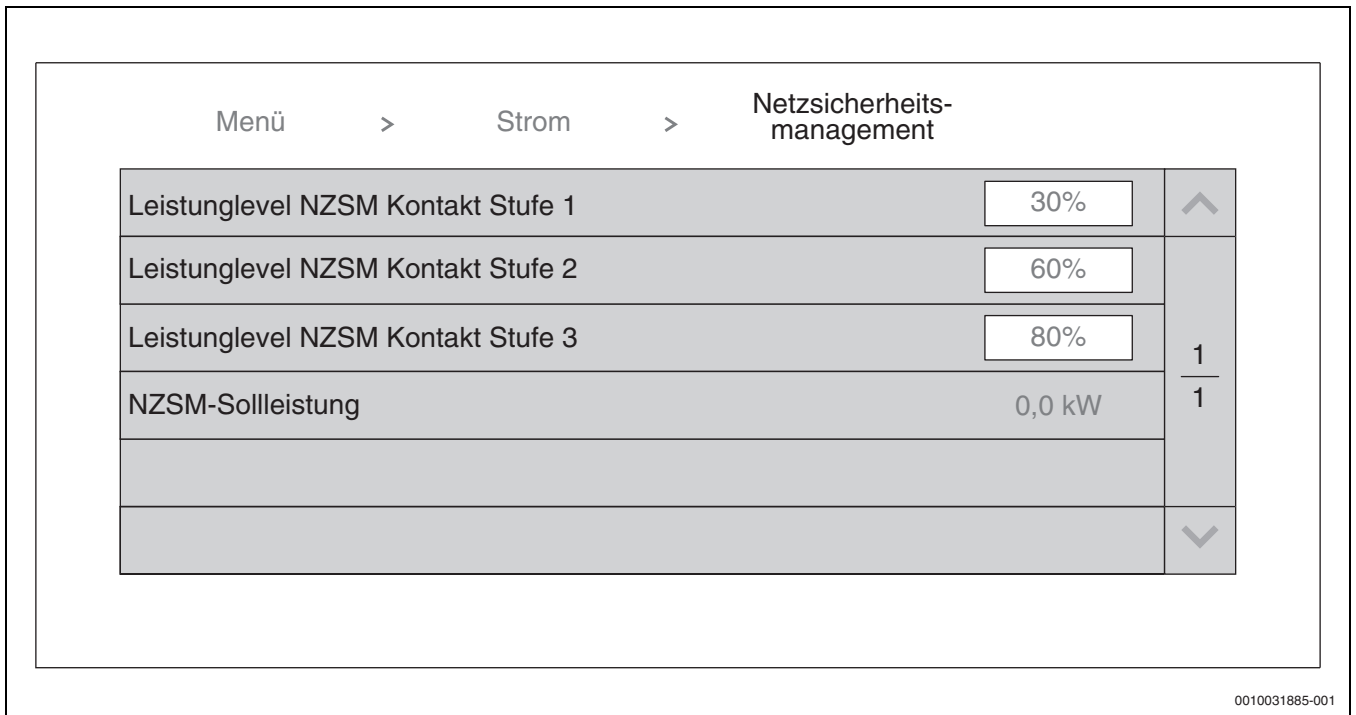 Menü > Strom > Netzsicherheits-
management
Leistunglevel NZSM Kontakt Stufe 1 30%
Leistunglevel NZSM Kontakt Stufe 2 60%
Leistunglevel NZSM Kontakt Stufe 3 80%
NZSM-Sollleistung 0,0 kW
1
1
0010031885-001